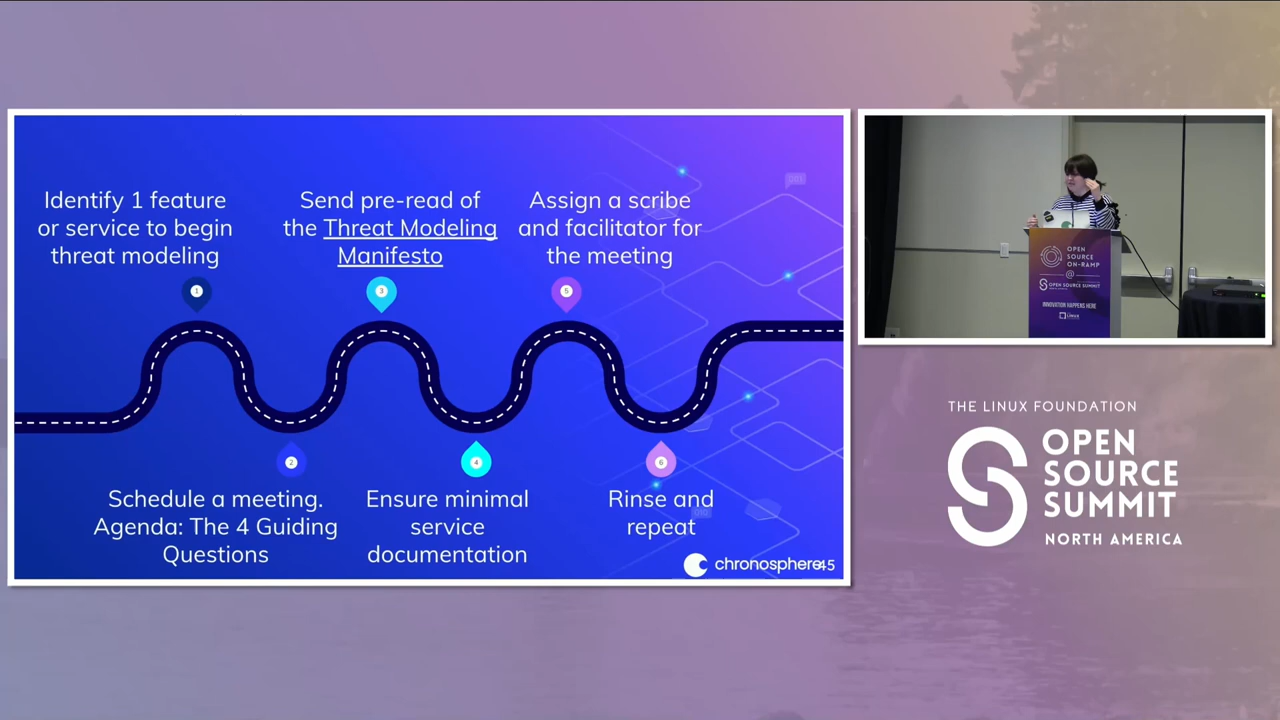 Identify 1 feature
or service to begin
threat modeling
1
Send pre-read of
the Threat Modeling
Manifesto
3
Assign a scribe
and facilitator for
the meeting
5
2
Schedule a meeting.
Agenda: The 4 Guiding
Questions
4
Ensure minimal
service
documentation
6
Rinse and
repeat
chronosphere
45
OPEN
SOURCE
ON-RAMP
@
OPEN SOURCE SUMMIT
INNOVATION HAPPENS HERE
LINUX
THE LINUX FOUNDATION
OPEN
SOURCE
SUMMIT
NORTH AMERICA